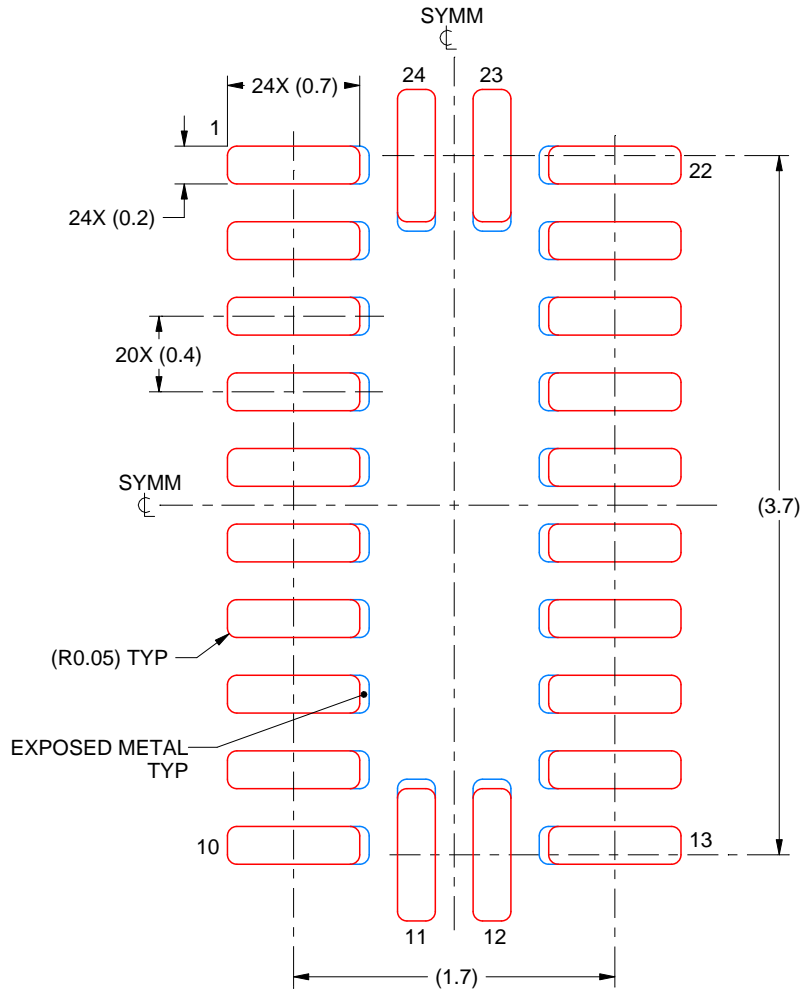 SYMM
℄
24
23
24X (0.7)
1
22
24X (0.2)
20X (0.4)
SYMM
℄
(3.7)
(R0.05) TYP
EXPOSED METAL
TYP
10
13
11
12
(1.7)